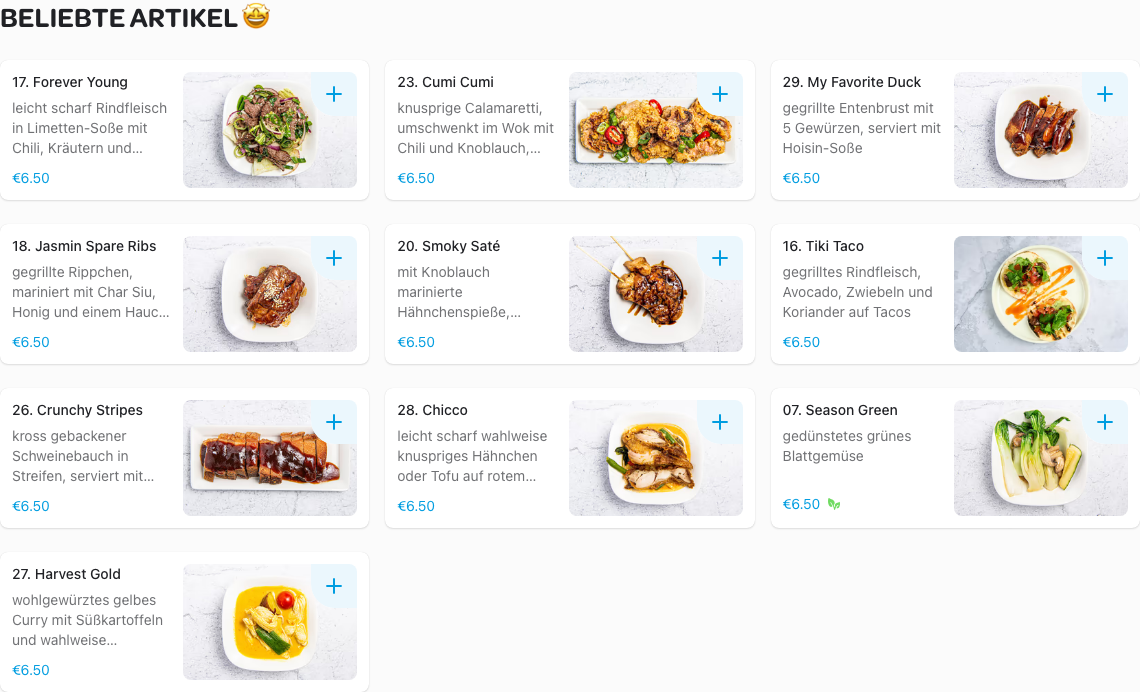 BELIEBTE ARTIKEL 🤩
17. Forever Young
leicht scharf Rindfleisch
in Limetten-Soße mit
Chili, Kräutern und...
€6.50
23. Cumi Cumi
knusprige Calamaretti,
umschwenkt im Wok mit
Chili und Knoblauch,...
€6.50
29. My Favorite Duck
gegrillte Entenbrust mit
5 Gewürzen, serviert mit
Hoisin-Soße
€6.50
18. Jasmin Spare Ribs
gegrillte Rippchen,
mariniert mit Char Siu,
Honig und einem Hauc...
€6.50
20. Smoky Saté
mit Knoblauch
marinierte
Hähnchenspieße,...
€6.50
16. Tiki Taco
gegrilltes Rindfleisch,
Avocado, Zwiebeln und
Koriander auf Tacos
€6.50
26. Crunchy Stripes
kross gebackener
Schweinebauch in
Streifen, serviert mit...
€6.50
28. Chicco
leicht scharf wahlweise
knuspriges Hähnchen
oder Tofu auf rotem...
€6.50
07. Season Green
gedünstetes grünes
Blattgemüse
€6.50
27. Harvest Gold
wohlgewürztes gelbes
Curry mit Süßkartoffeln
und wahlweise...
€6.50